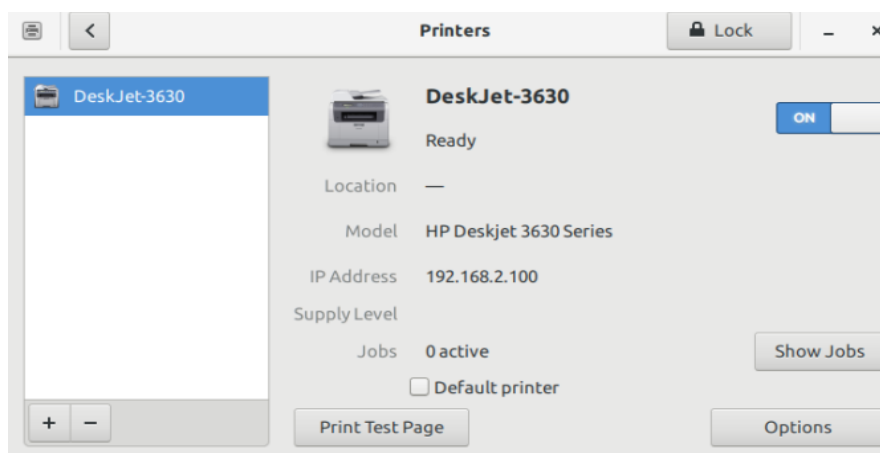 Printers
Lock
DeskJet-3630
DeskJet-3630
ON
Ready
Location —
Model HP Deskjet 3630 Series
IP Address 192.168.2.100
Supply Level
Jobs 0 active
Show Jobs
Default printer
+ −
Print Test Page
Options